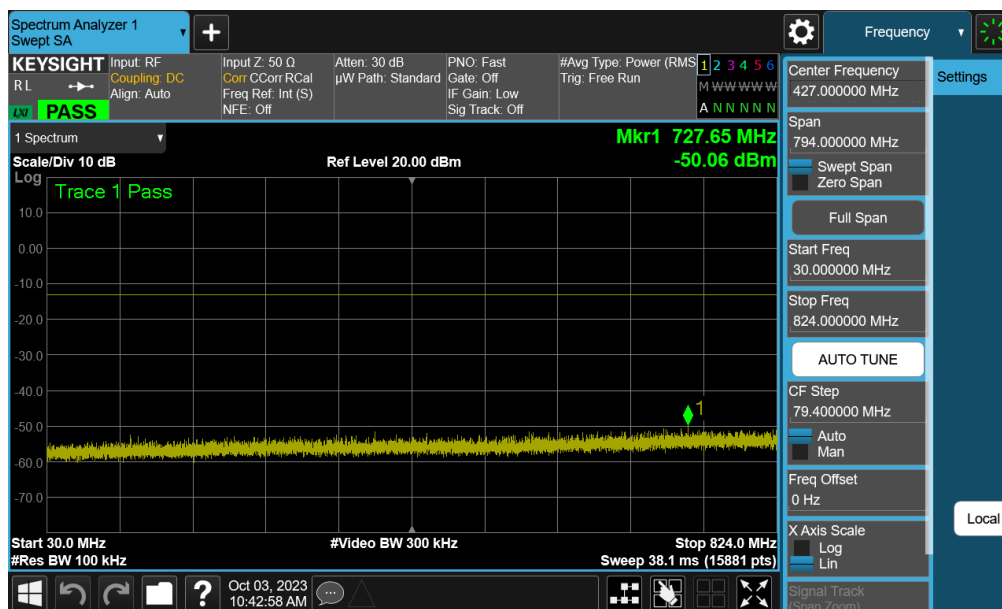 Spectrum Analyzer 1
Swept SA
+
Frequency
KEYSIGHT
R L
LXI
PASS
Input: RF
Coupling: DC
Align: Auto
Input Z: 50 Ω
Corr CCorr RCal
Freq Ref: Int (S)
NFE: Off
Atten: 30 dB
µW Path: Standard
PNO: Fast
Gate: Off
IF Gain: Low
Sig Track: Off
#Avg Type: Power (RMS
Trig: Free Run
1 2 3 4 5 6
M W W W W W
A N N N N N
1 Spectrum
Scale/Div 10 dB
Ref Level 20.00 dBm
Mkr1 727.65 MHz
-50.06 dBm
Log
Trace 1 Pass
10.0
0.00
-10.0
-20.0
-30.0
-40.0
-50.0
-60.0
-70.0
1
Start 30.0 MHz
#Res BW 100 kHz
#Video BW 300 kHz
Stop 824.0 MHz
Sweep 38.1 ms (15881 pts)
Center Frequency
427.000000 MHz
Settings
Span
794.000000 MHz
Swept Span
Zero Span
Full Span
Start Freq
30.000000 MHz
Stop Freq
824.000000 MHz
AUTO TUNE
CF Step
79.400000 MHz
Auto
Man
Freq Offset
0 Hz
X Axis Scale
Log
Lin
Local
Signal Track
(Span Zoom)
?
Oct 03, 2023
10:42:58 AM